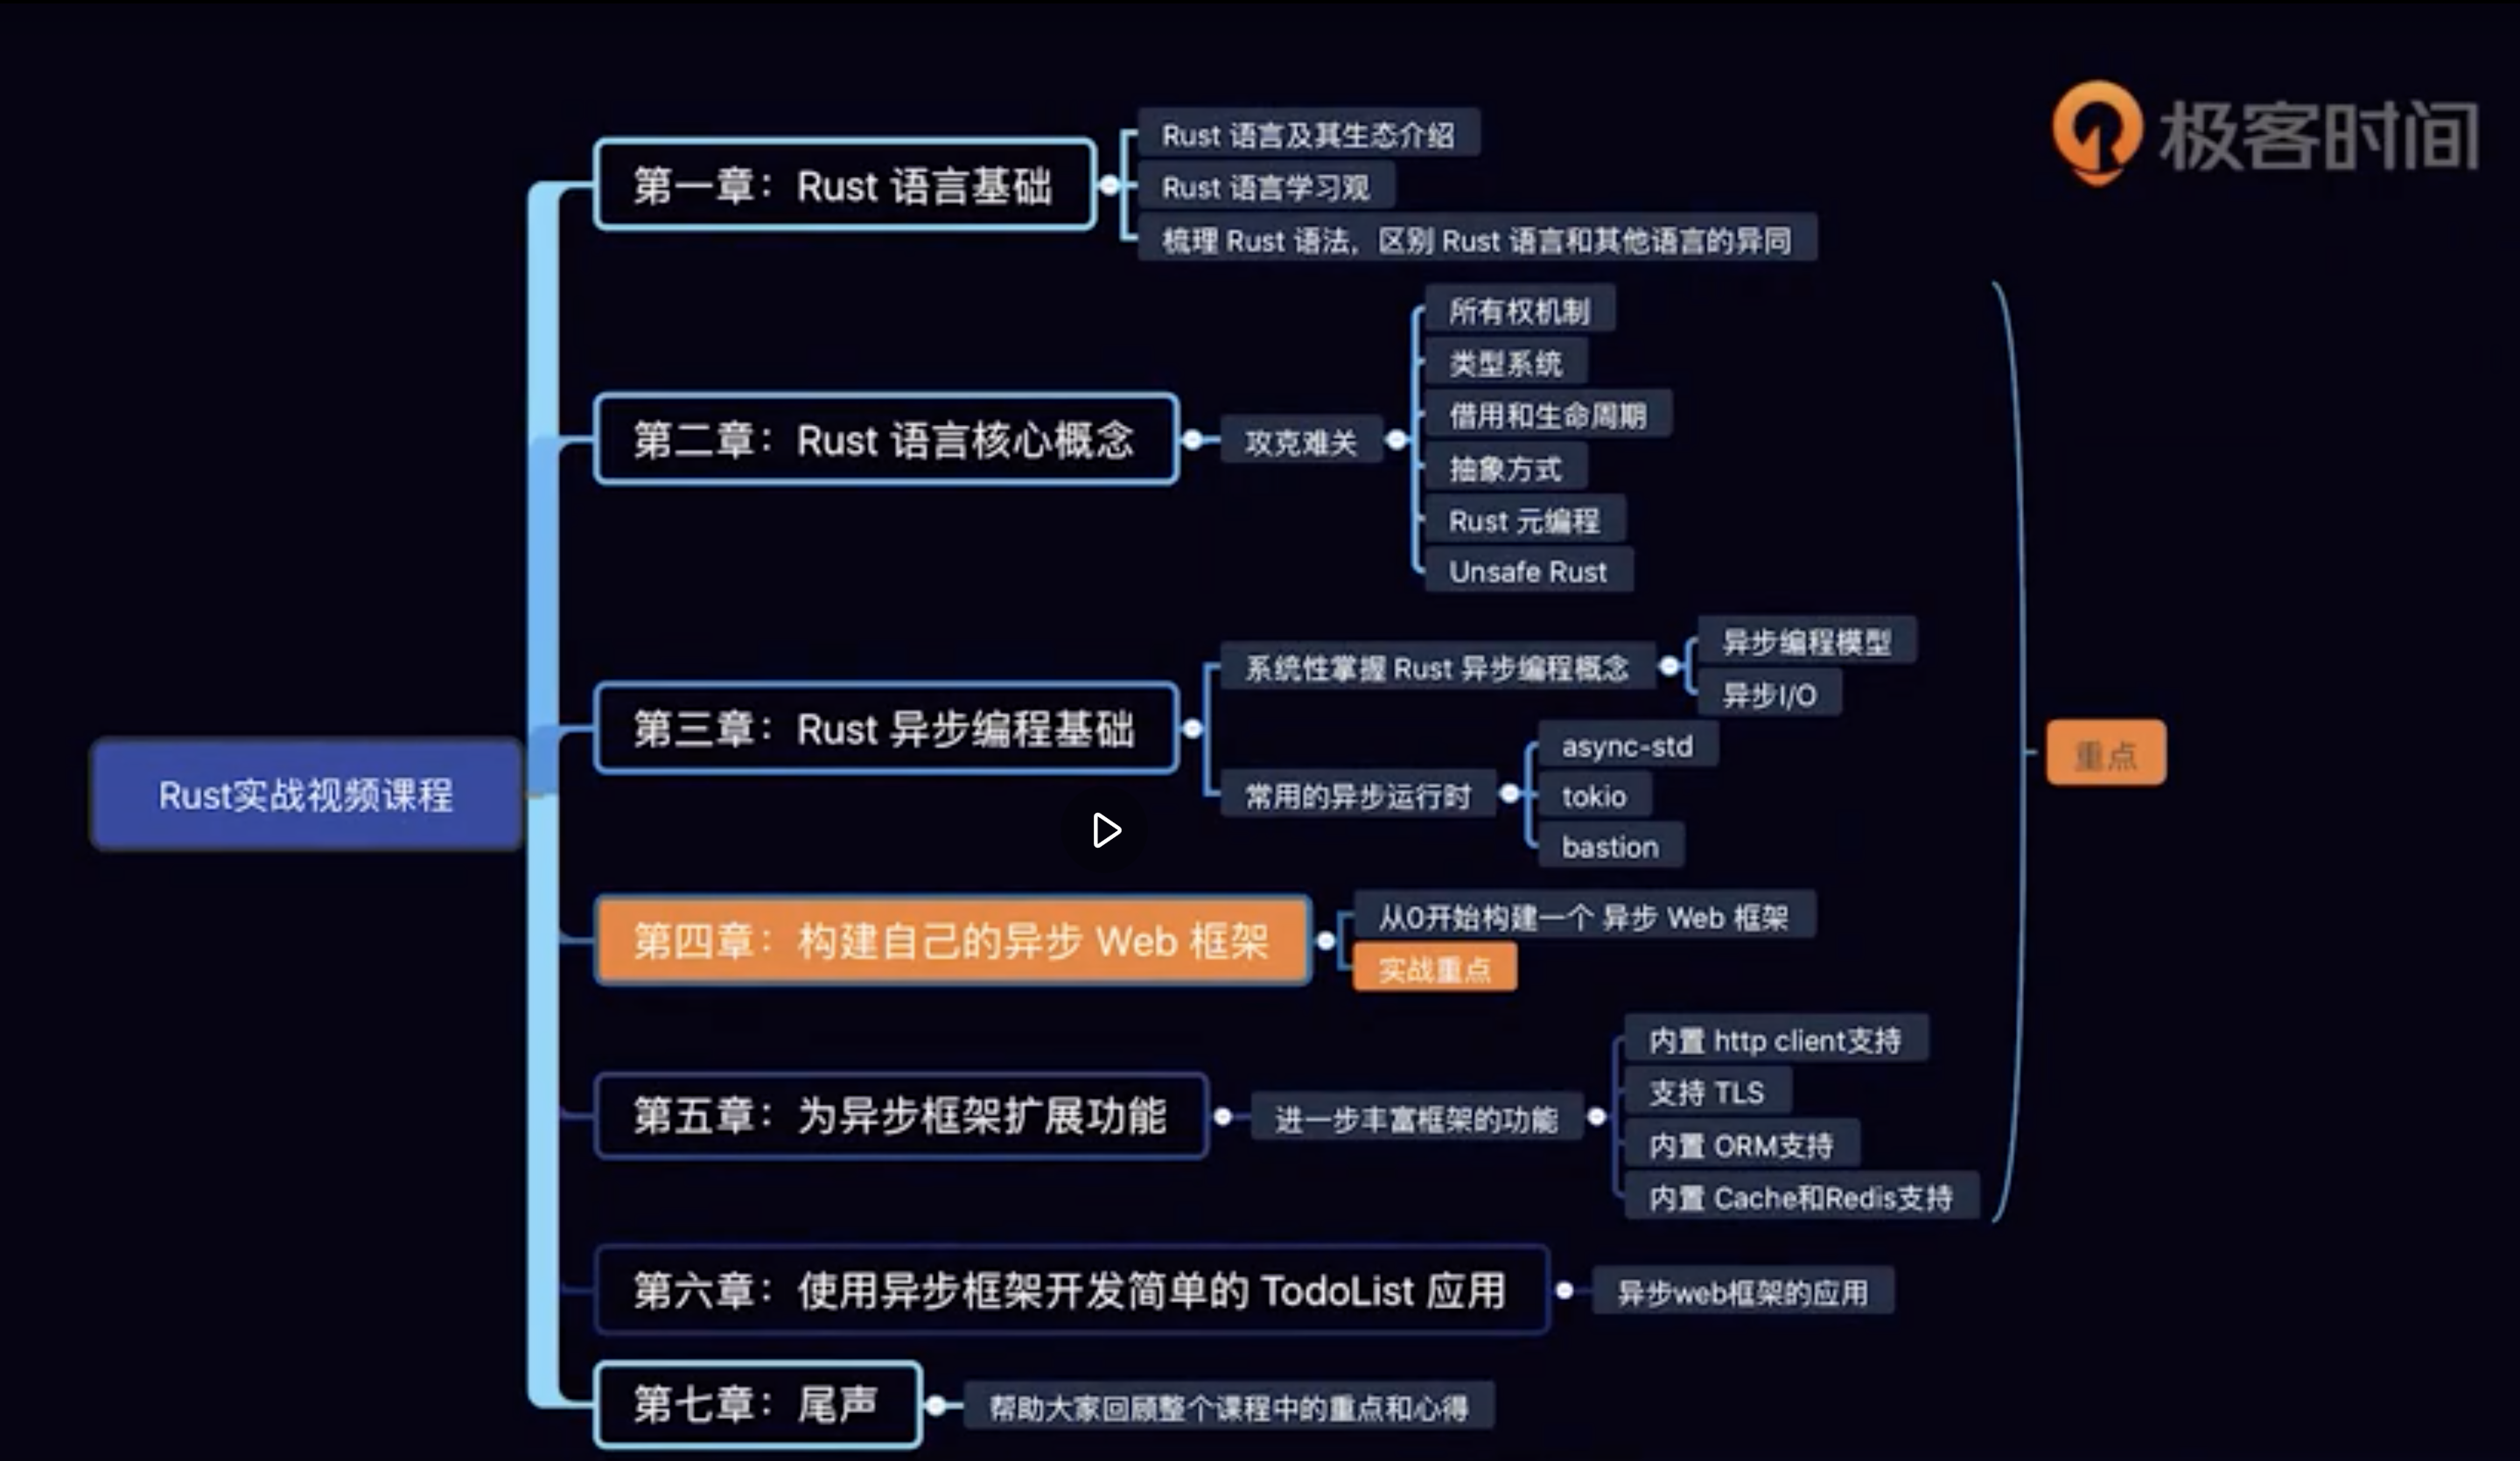 极客时间
Rust实战视频课程
第一章：Rust 语言基础
Rust 语言及其生态介绍
Rust 语言学习观
梳理 Rust 语法，区别 Rust 语言和其他语言的异同
第二章：Rust 语言核心概念
攻克难关
所有权机制
类型系统
借用和生命周期
抽象方式
Rust 元编程
Unsafe Rust
第三章：Rust 异步编程基础
系统性掌握 Rust 异步编程概念
异步编程模型
异步I/O
常用的异步运行时
async-std
tokio
bastion
第四章：构建自己的异步 Web 框架
从0开始构建一个 异步 Web 框架
实战重点
第五章：为异步框架扩展功能
进一步丰富框架的功能
内置 http client支持
支持 TLS
内置 ORM支持
内置 Cache和Redis支持
重点
第六章：使用异步框架开发简单的 TodoList 应用
异步web框架的应用
第七章：尾声
帮助大家回顾整个课程中的重点和心得